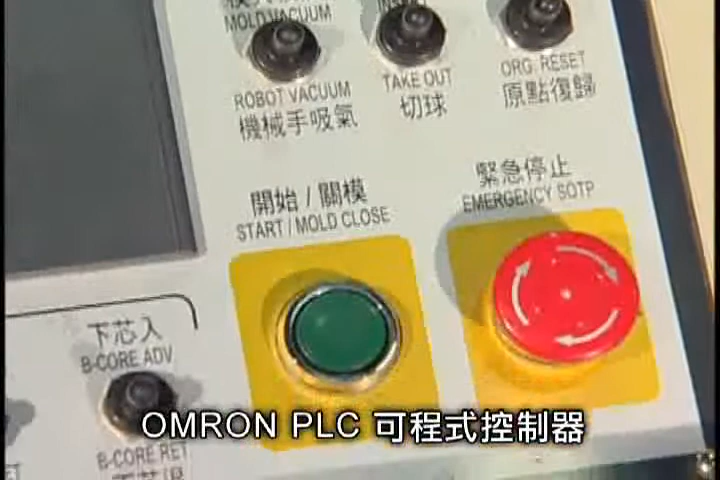 MOLD VACUUM
ROBOT VACUUM
機械手吸氣
TAKE OUT
切球
ORG. RESET
原點復歸
開始 / 關模
START / MOLD CLOSE
緊急停止
EMERGENCY SOTP
下芯入
B-CORE ADV
B-CORE RET
OMRON PLC 可程式控制器